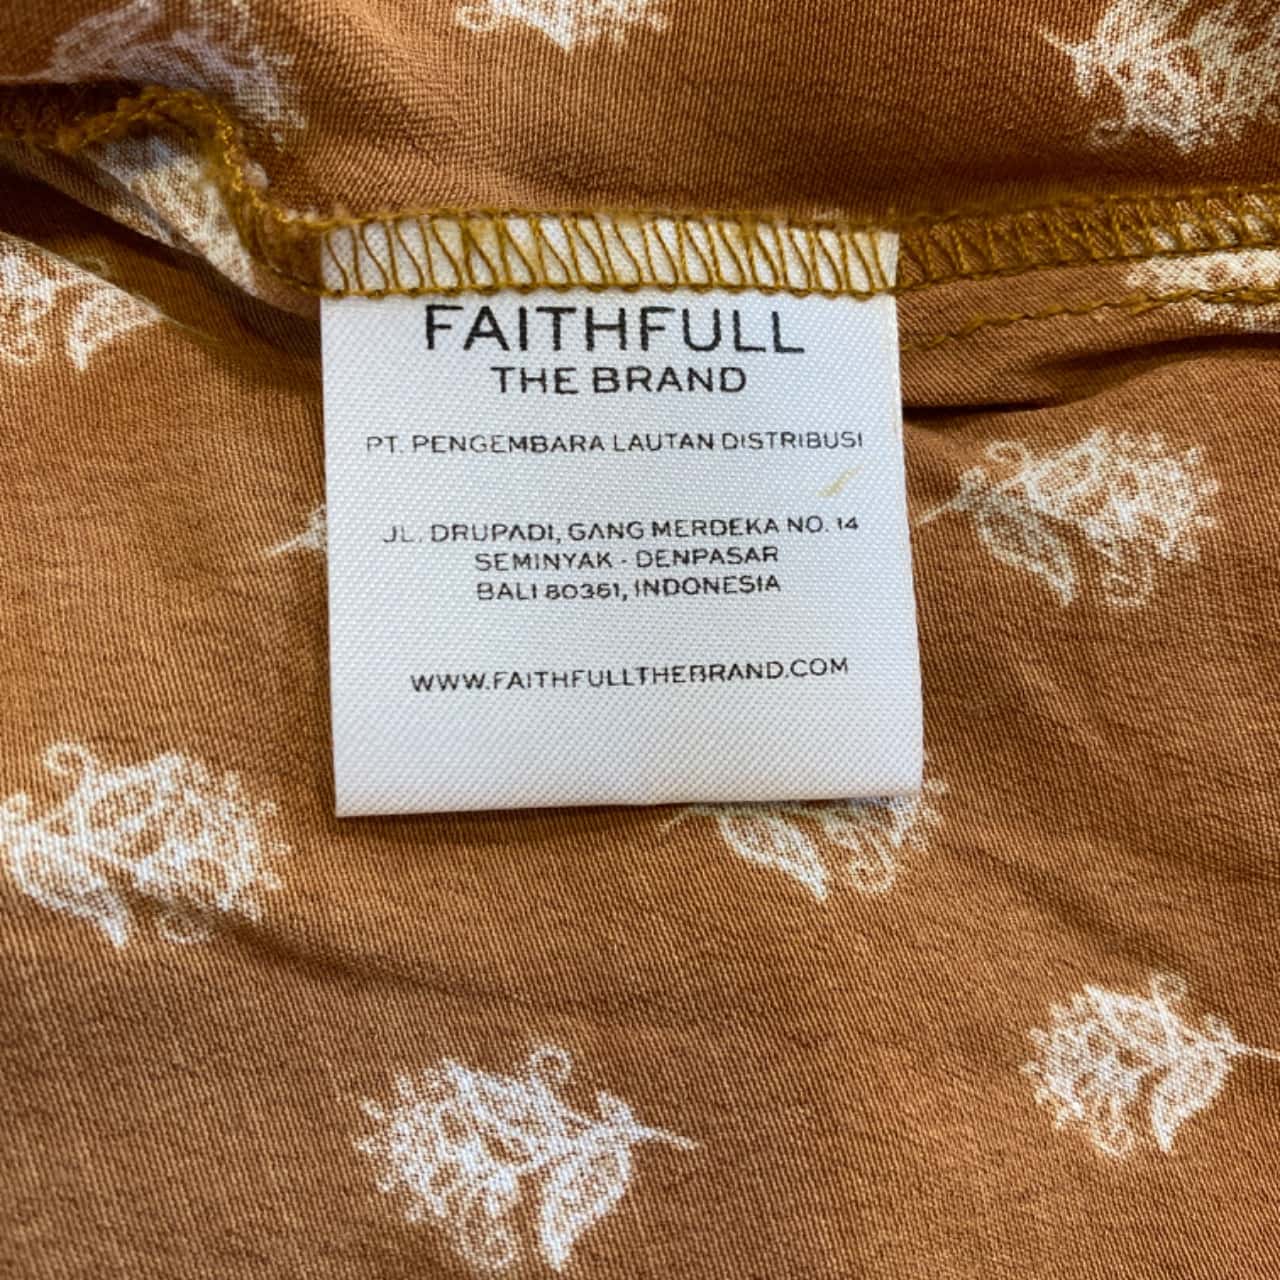 FAITHFULL
THE BRAND
PT. PENGEMBARA LAUTAN DISTRIBUSI
JL. DRUPADI, GANG MERDEKA NO. 14
SEMINYAK - DENPASAR
BALI 80361, INDONESIA
WWW.FAITHFULLTHEBRAND.COM